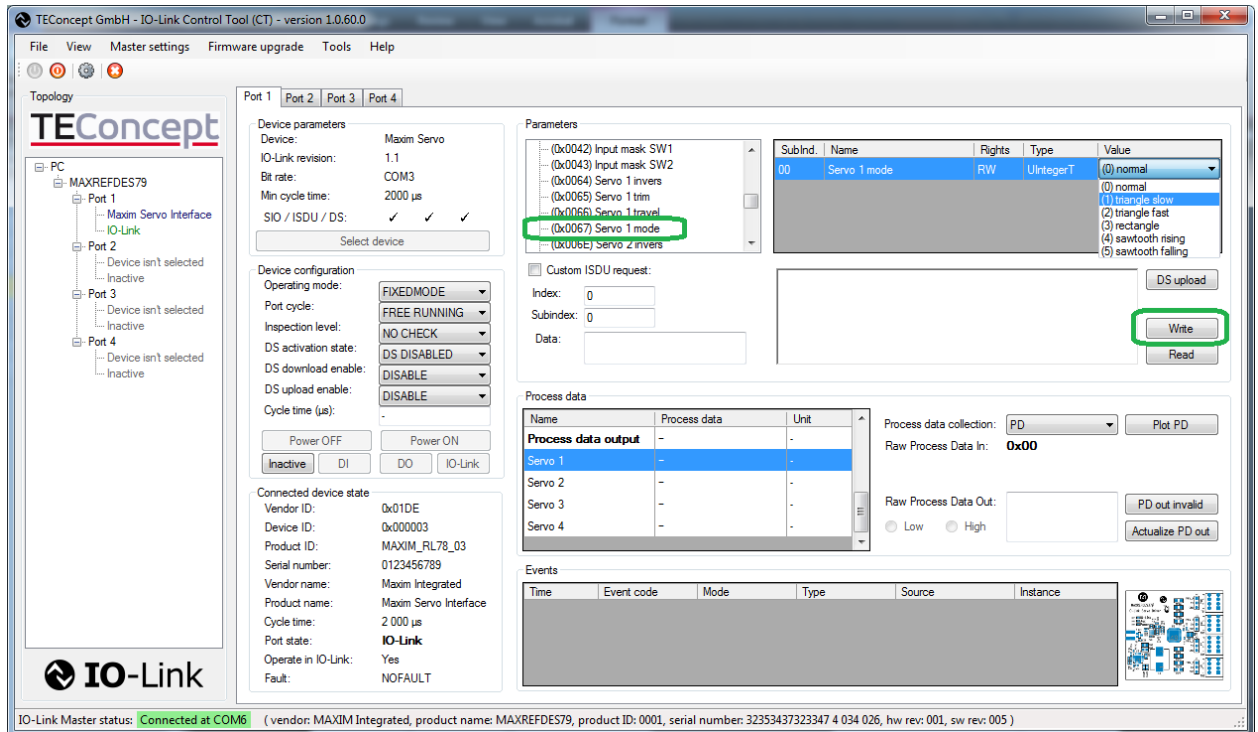 TEConcept GmbH - IO-Link Control Tool (CT) - version 1.0.60.0
File View Master settings Firmware upgrade Tools Help
Topology
TEConcept
PC
MAXREFDES79
Port 1
Maxim Servo Interface
IO-Link
Port 2
Device isn't selected
Inactive
Port 3
Device isn't selected
Inactive
Port 4
Device isn't selected
Inactive
IO-Link
Port 1 Port 2 Port 3 Port 4
Device parameters
Device: Maxim Servo
IO-Link revision: 1.1
Bit rate: COM3
Min cycle time: 2000 µs
SIO / ISDU / DS: ✓ ✓ ✓
Select device
Device configuration
Operating mode: FIXEDMODE
Port cycle: FREE RUNNING
Inspection level: NO CHECK
DS activation state: DS DISABLED
DS download enable: DISABLE
DS upload enable: DISABLE
Cycle time (µs): -
Power OFF Power ON
Inactive DI DO IO-Link
Connected device state
Vendor ID: 0x01DE
Device ID: 0x000003
Product ID: MAXIM_RL78_03
Serial number: 0123456789
Vendor name: Maxim Integrated
Product name: Maxim Servo Interface
Cycle time: 2 000 µs
Port state: IO-Link
Operate in IO-Link: Yes
Fault: NOFAULT
Parameters
(0x0042) Input mask SW1
(0x0043) Input mask SW2
(0x0064) Servo 1 invers
(0x0065) Servo 1 trim
(0x0066) Servo 1 travel
(0x0067) Servo 1 mode
(0x006E) Servo 2 invers
SubInd. Name Rights Type Value
00 Servo 1 mode RW UIntegerT (0) normal
(0) normal
(1) triangle slow
(2) triangle fast
(3) rectangle
(4) sawtooth rising
(5) sawtooth falling
Custom ISDU request:
Index: 0
Subindex: 0
Data:
DS upload
Write
Read
Process data
Name Process data Unit
Process data output - -
Servo 1 - -
Servo 2 - -
Servo 3 - -
Servo 4 - -
Process data collection: PD Plot PD
Raw Process Data In: 0x00
Raw Process Data Out: PD out invalid
Low High Actualize PD out
Events
Time Event code Mode Type Source Instance
IO-Link Master status: Connected at COM6 ( vendor: MAXIM Integrated, product name: MAXREFDES79, product ID: 0001, serial number: 32353437323347 4 034 026, hw rev: 001, sw rev: 005 )